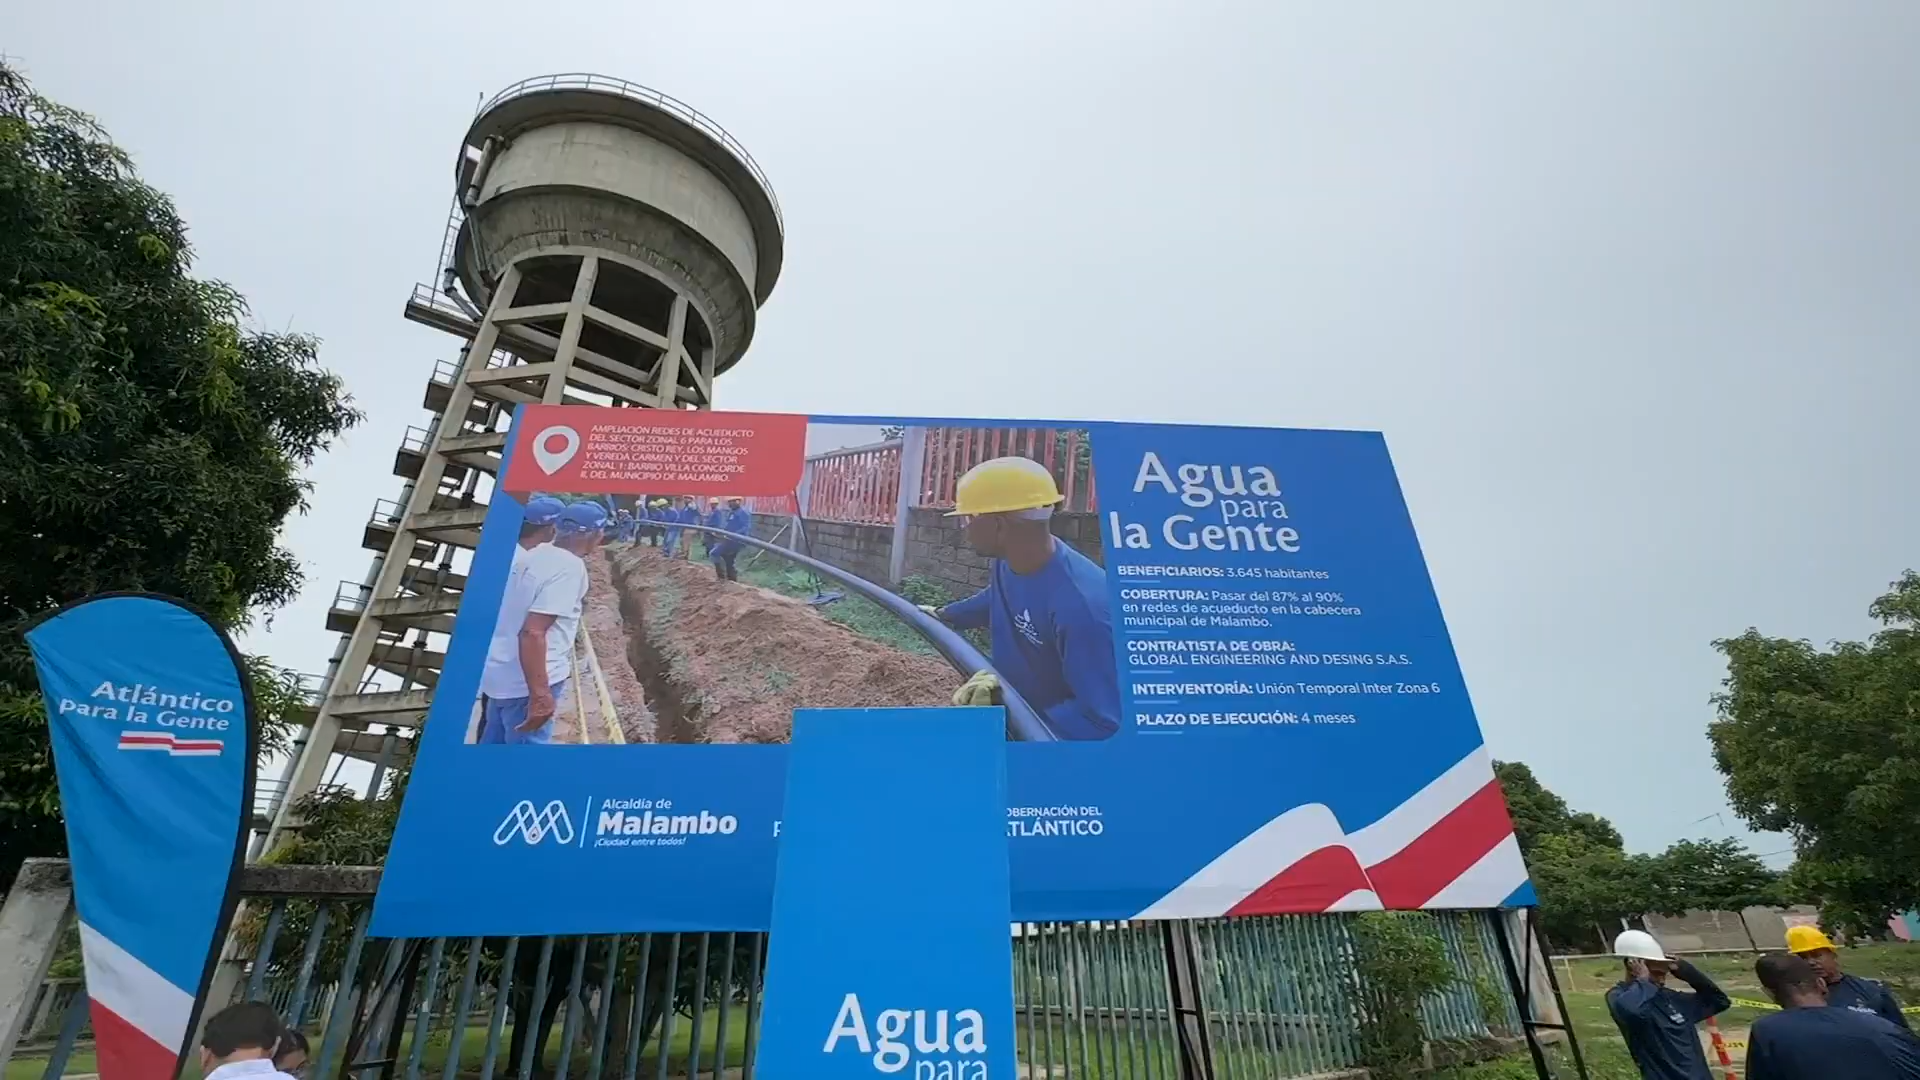 AMPLIACIÓN REDES DE ACUEDUCTO
DEL SECTOR ZONAL 6 PARA LOS
BARRIOS: CRISTO REY, LOS MANGOS
Y VEREDA CARMEN Y DEL SECTOR
ZONAL 1: BARRIO VILLA CONCORDE
II, DEL MUNICIPIO DE MALAMBO.
Agua
para
la Gente
BENEFICIARIOS: 3.645 habitantes
COBERTURA: Pasar del 87% al 90%
en redes de acueducto en la cabecera
municipal de Malambo.
CONTRATISTA DE OBRA:
GLOBAL ENGINEERING AND DESING S.A.S.
INTERVENTORÍA: Unión Temporal Inter Zona 6
PLAZO DE EJECUCIÓN: 4 meses
Alcaldía de
Malambo
¡Ciudad entre todos!
OBERNACIÓN DEL
TLÁNTICO
Atlántico
para la Gente
Agua
para